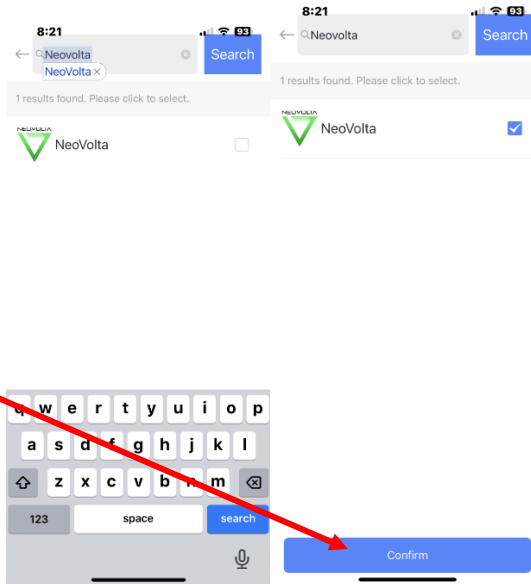 8:21
93
Neovolta
Search
NeoVolta ×
1 results found. Please click to select.
NEOVOLTA
NeoVolta
q w e r t y u i o p
a s d f g h j k l
z x c v b n m
123 space search
8:21
93
Neovolta
Search
1 results found. Please click to select.
NEOVOLTA
NeoVolta
Confirm